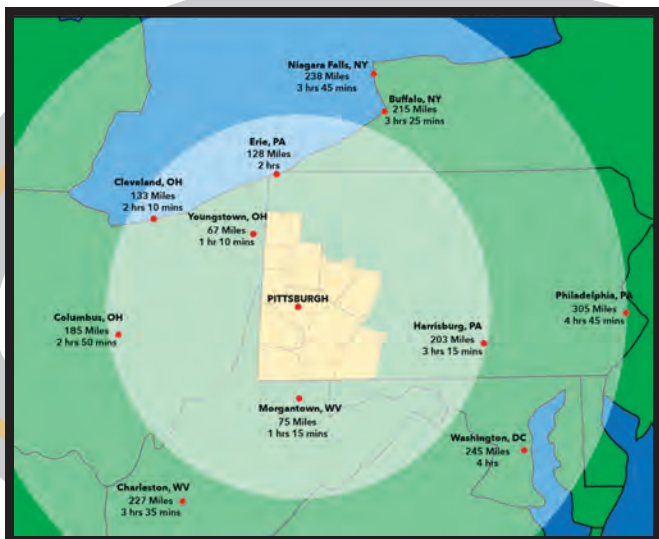 Niagara Falls, NY
238 Miles
3 hrs 45 mins
Buffalo, NY
215 Miles
3 hrs 25 mins
Erie, PA
128 Miles
2 hrs
Cleveland, OH
133 Miles
2 hrs 10 mins
Youngstown, OH
67 Miles
1 hr 10 mins
PITTSBURGH
Philadelphia, PA
305 Miles
4 hrs 45 mins
Columbus, OH
185 Miles
2 hrs 50 mins
Harrisburg, PA
203 Miles
3 hrs 15 mins
Morgantown, WV
75 Miles
1 hrs 15 mins
Washington, DC
245 Miles
4 hrs
Charleston, WV
227 Miles
3 hrs 35 mins